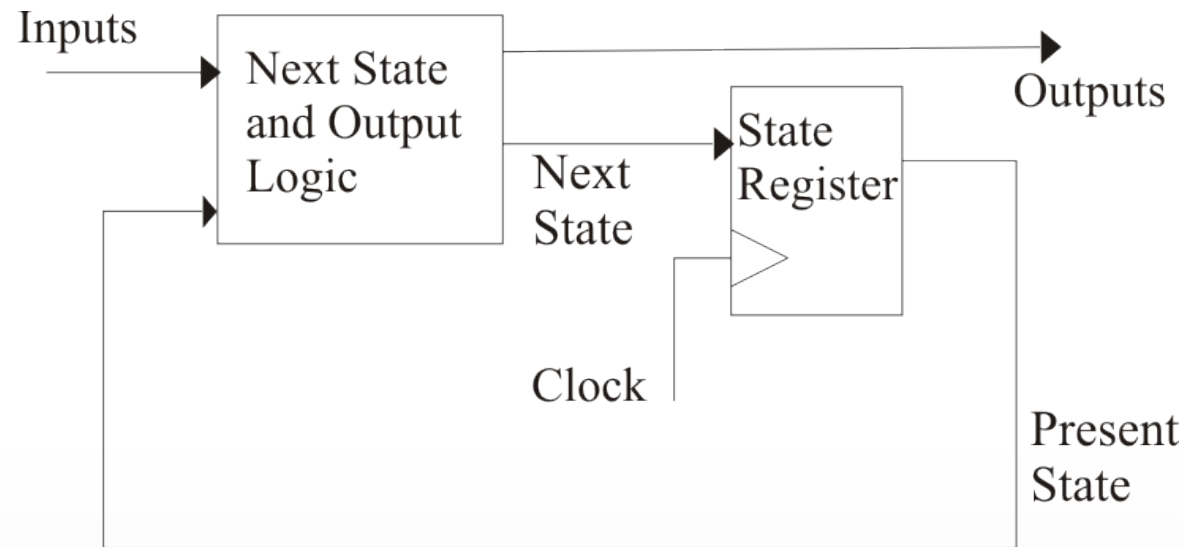 Inputs
Next State
and Output
Logic
Outputs
State
Register
Next
State
Clock
Present
State